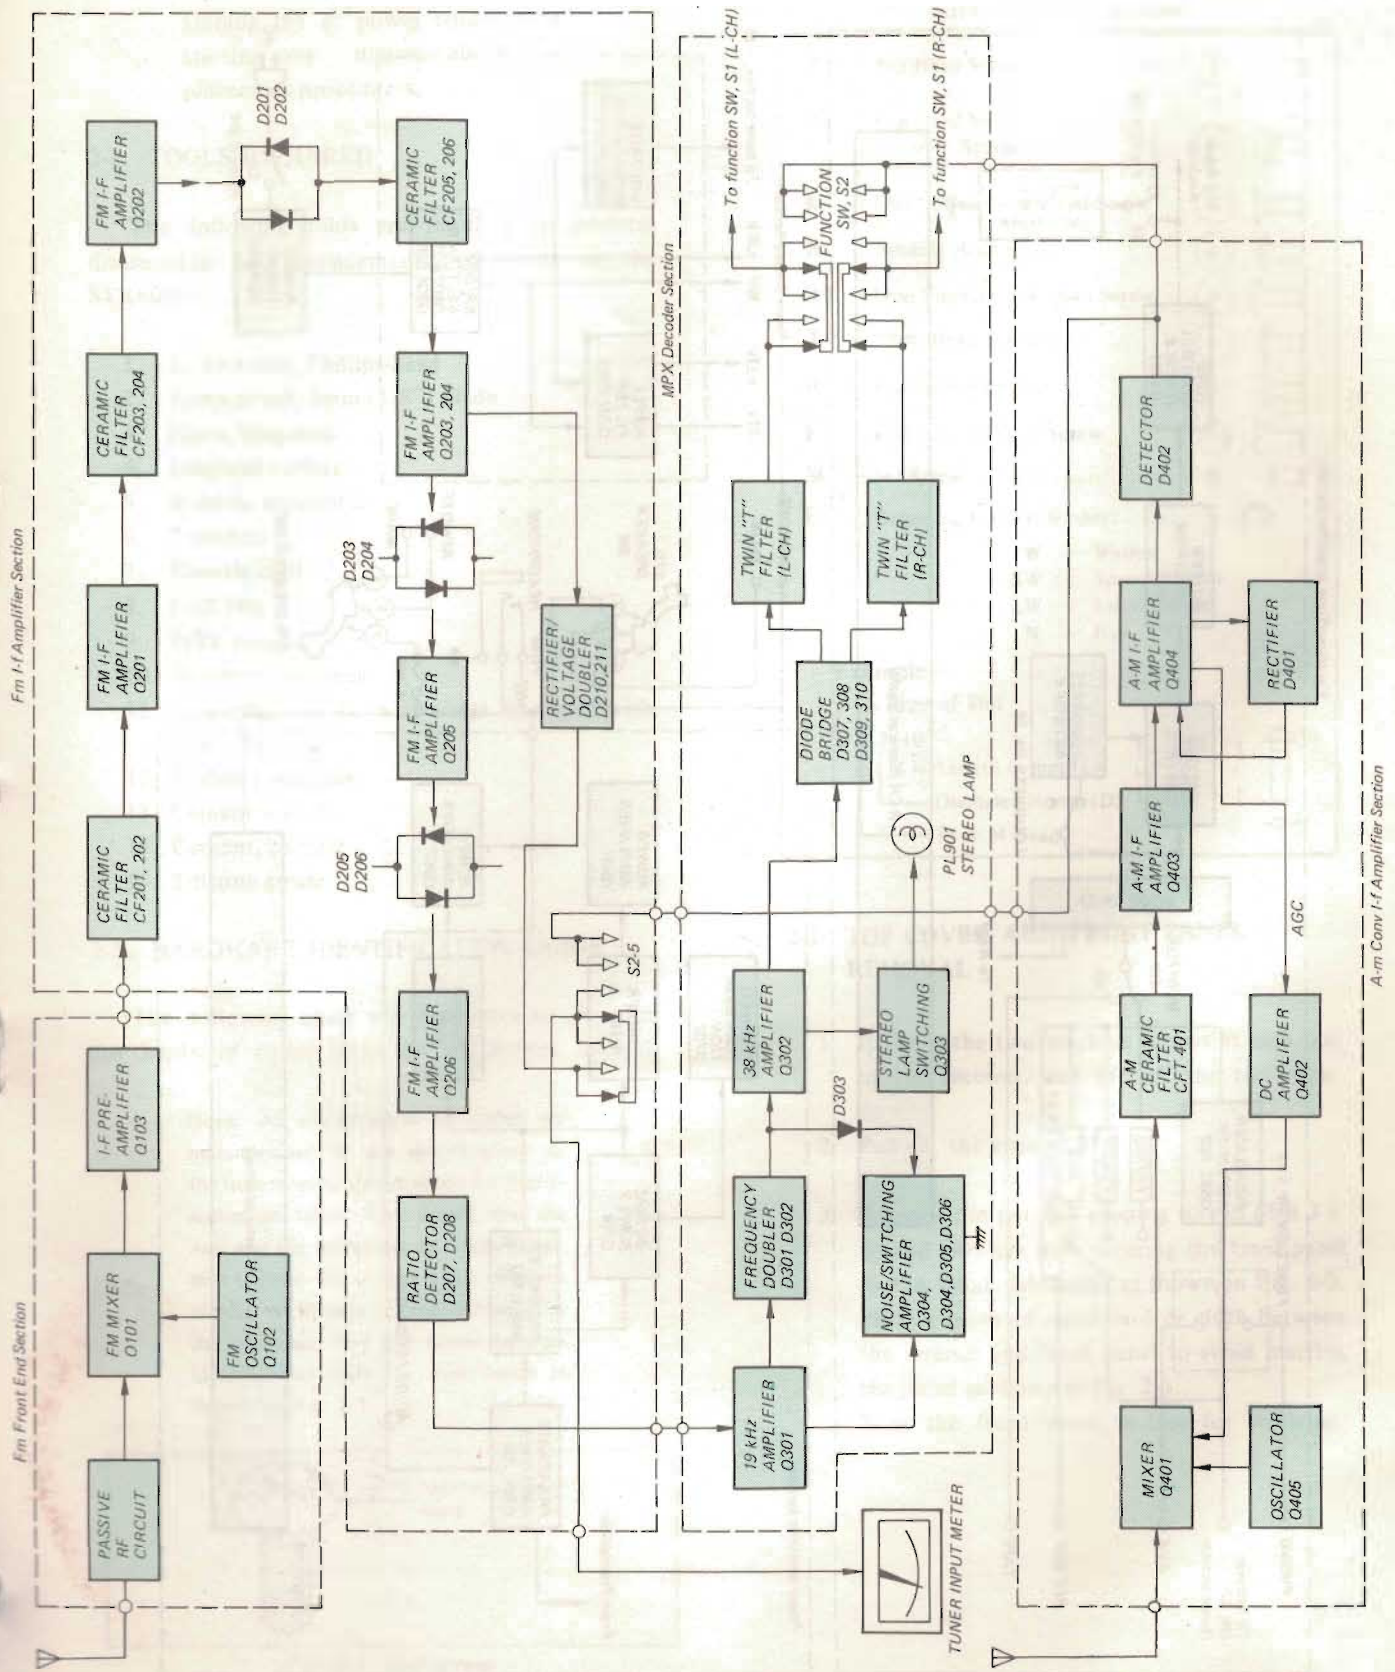 Fm Front End Section
PASSIVE
RF
CIRCUIT
FM MIXER
Q101
FM
OSCILLATOR
Q102
I-F PRE-
AMPLIFIER
Q103
Fm I-f Amplifier Section
CERAMIC
FILTER
CF201, 202
FM I-F
AMPLIFIER
Q201
CERAMIC
FILTER
CF203, 204
FM I-F
AMPLIFIER
Q202
D201
D202
CERAMIC
FILTER
CF205, 206
FM I-F
AMPLIFIER
Q203, 204
D203
D204
FM I-F
AMPLIFIER
Q205
D205
D206
FM I-F
AMPLIFIER
Q206
RATIO
DETECTOR
D207, D208
RECTIFIER/
VOLTAGE
DOUBLER
D210,211
S2-5
TUNER INPUT METER
MPX Decoder Section
19 kHz
AMPLIFIER
Q301
FREQUENCY
DOUBLER
D301 D302
38 kHz
AMPLIFIER
Q302
D303
NOISE/SWITCHING
AMPLIFIER
Q304,
D304,D305,D306
STEREO
LAMP
SWITCHING
Q303
PL901
STEREO LAMP
DIODE
BRIDGE
D307, 308
D309, 310
TWIN "T"
FILTER
(L-CH)
TWIN "T"
FILTER
(R-CH)
FUNCTION
SW, S2
To function SW, S1 (L-CH)
To function SW, S1 (R-CH)
MIXER
Q401
OSCILLATOR
Q405
A-M
CERAMIC
FILTER
CFT 401
DC
AMPLIFIER
Q402
AGC
A-M I-F
AMPLIFIER
Q403
A-M I-F
AMPLIFIER
Q404
RECTIFIER
D401
DETECTOR
D402
A-m Conv I-f Amplifier Section